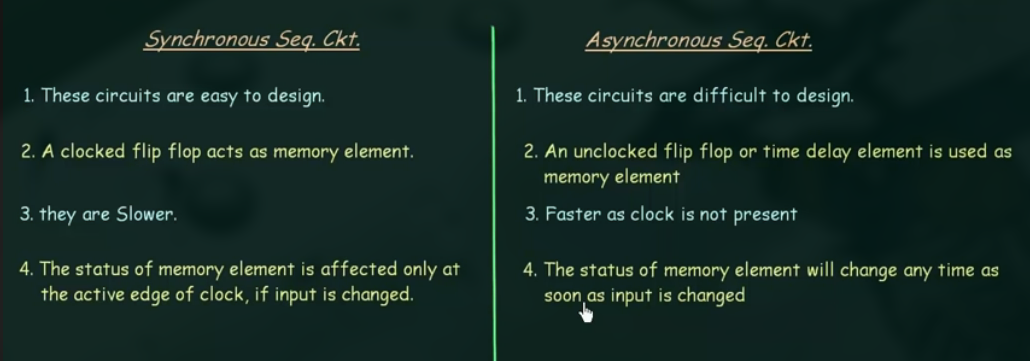 Synchronous Seq. Ckt.
1. These circuits are easy to design.
2. A clocked flip flop acts as memory element.
3. they are Slower.
4. The status of memory element is affected only at
the active edge of clock, if input is changed.
Asynchronous Seq. Ckt.
1. These circuits are difficult to design.
2. An unclocked flip flop or time delay element is used as
memory element
3. Faster as clock is not present
4. The status of memory element will change any time as
soon as input is changed